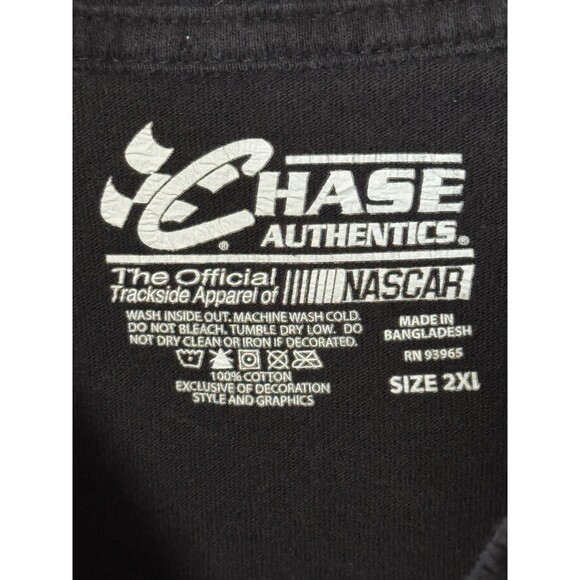 CHASE
AUTHENTICS®
®
The Official
Trackside Apparel of NASCAR
WASH INSIDE OUT. MACHINE WASH COLD.
DO NOT BLEACH. TUMBLE DRY LOW. DO
NOT DRY CLEAN OR IRON IF DECORATED.
100% COTTON
EXCLUSIVE OF DECORATION
STYLE AND GRAPHICS
MADE IN
BANGLADESH
RN 93965
SIZE 2XL